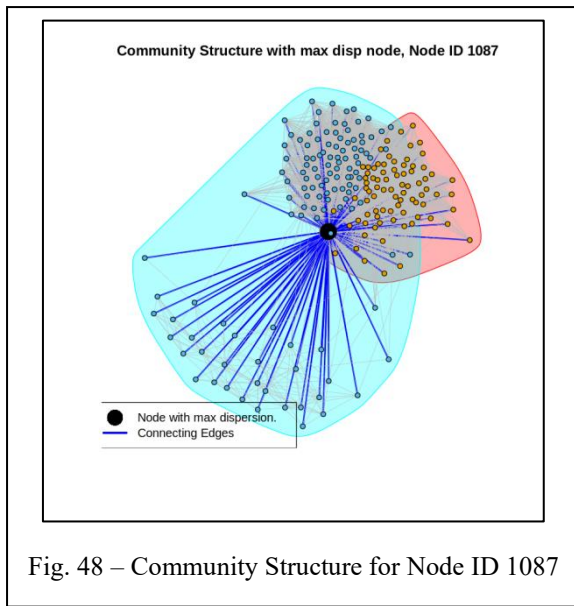 Community Structure with max disp node, Node ID 1087
Node with max dispersion.
Connecting Edges
Fig. 48 – Community Structure for Node ID 1087